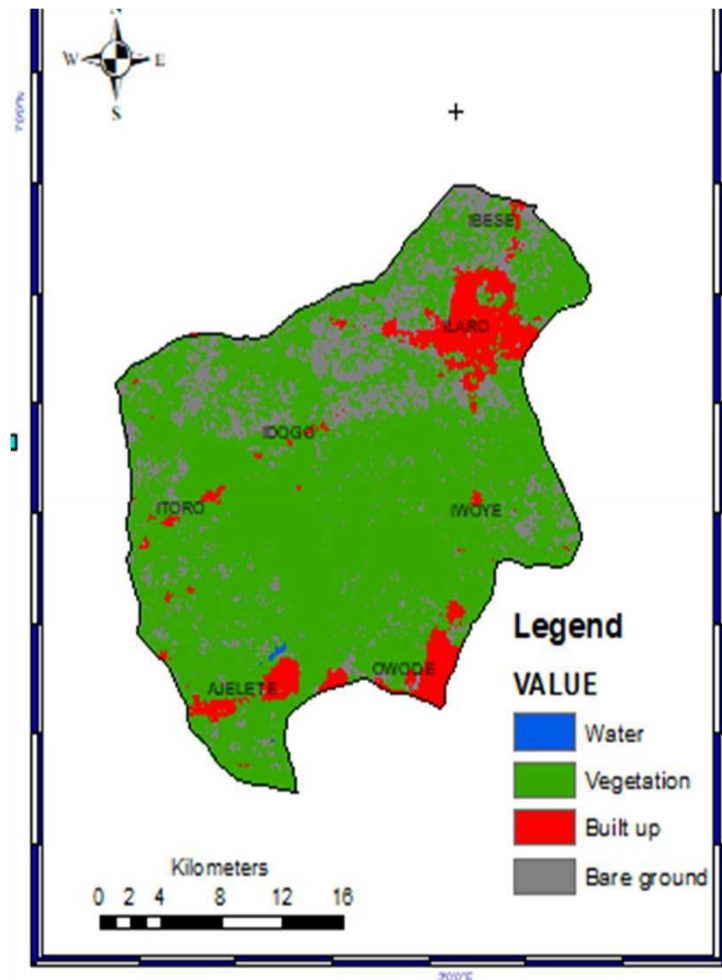 N
W E
S
IBESE
ILARO
IDOGO
ITORO
IWOYE
OWODE
AJELETE
Legend
VALUE
Water
Vegetation
Built up
Bare ground
Kilometers
0 2 4 8 12 16